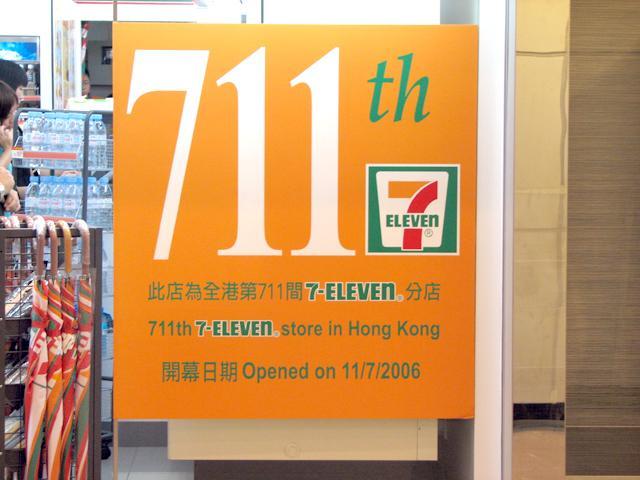 711th
7 ELEVEN ®
此店為全港第711間7-ELEVEN®分店
711th 7-ELEVEN® store in Hong Kong
開幕日期 Opened on 11/7/2006